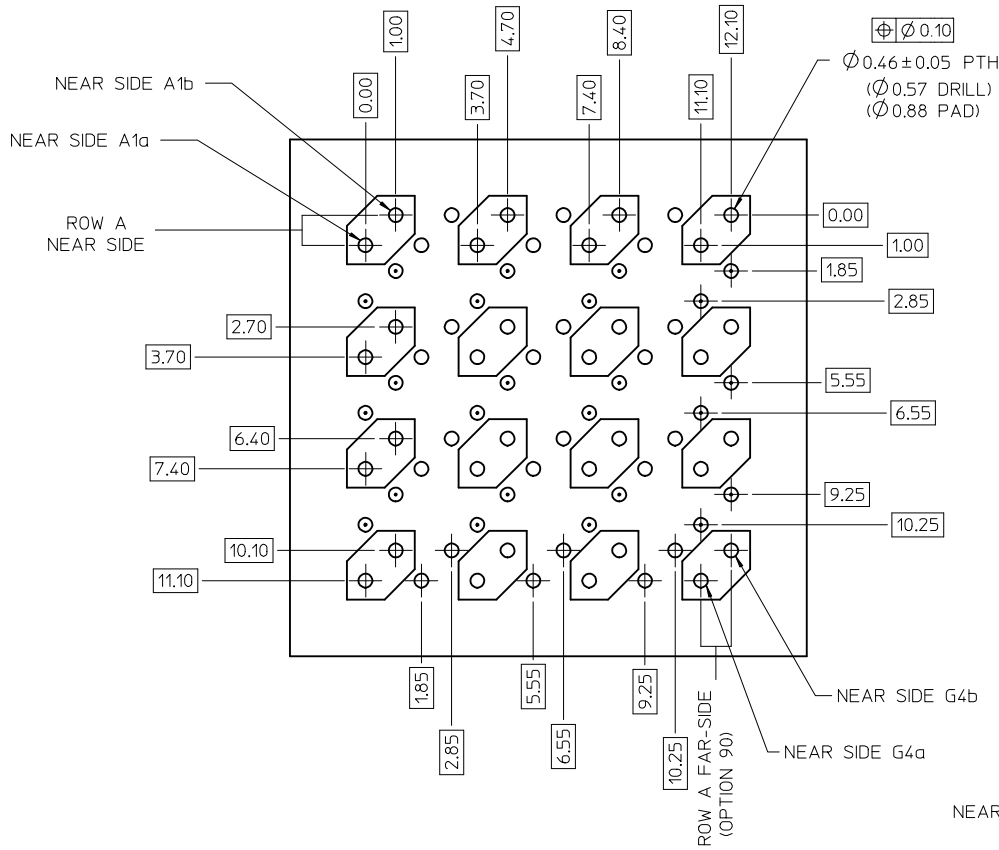 1.00
4.70
8.40
12.10
⌖ Ø 0.10
Ø 0.46±0.05 PTH
(Ø 0.57 DRILL)
(Ø 0.88 PAD)
NEAR SIDE A1b
0.00
3.70
7.40
11.10
NEAR SIDE A1a
ROW A
NEAR SIDE
0.00
1.00
1.85
2.85
2.70
3.70
5.55
6.55
6.40
7.40
9.25
10.25
10.10
11.10
1.85
2.85
5.55
6.55
9.25
10.25
ROW A FAR-SIDE
(OPTION 90)
NEAR SIDE G4b
NEAR SIDE G4a
NEAR